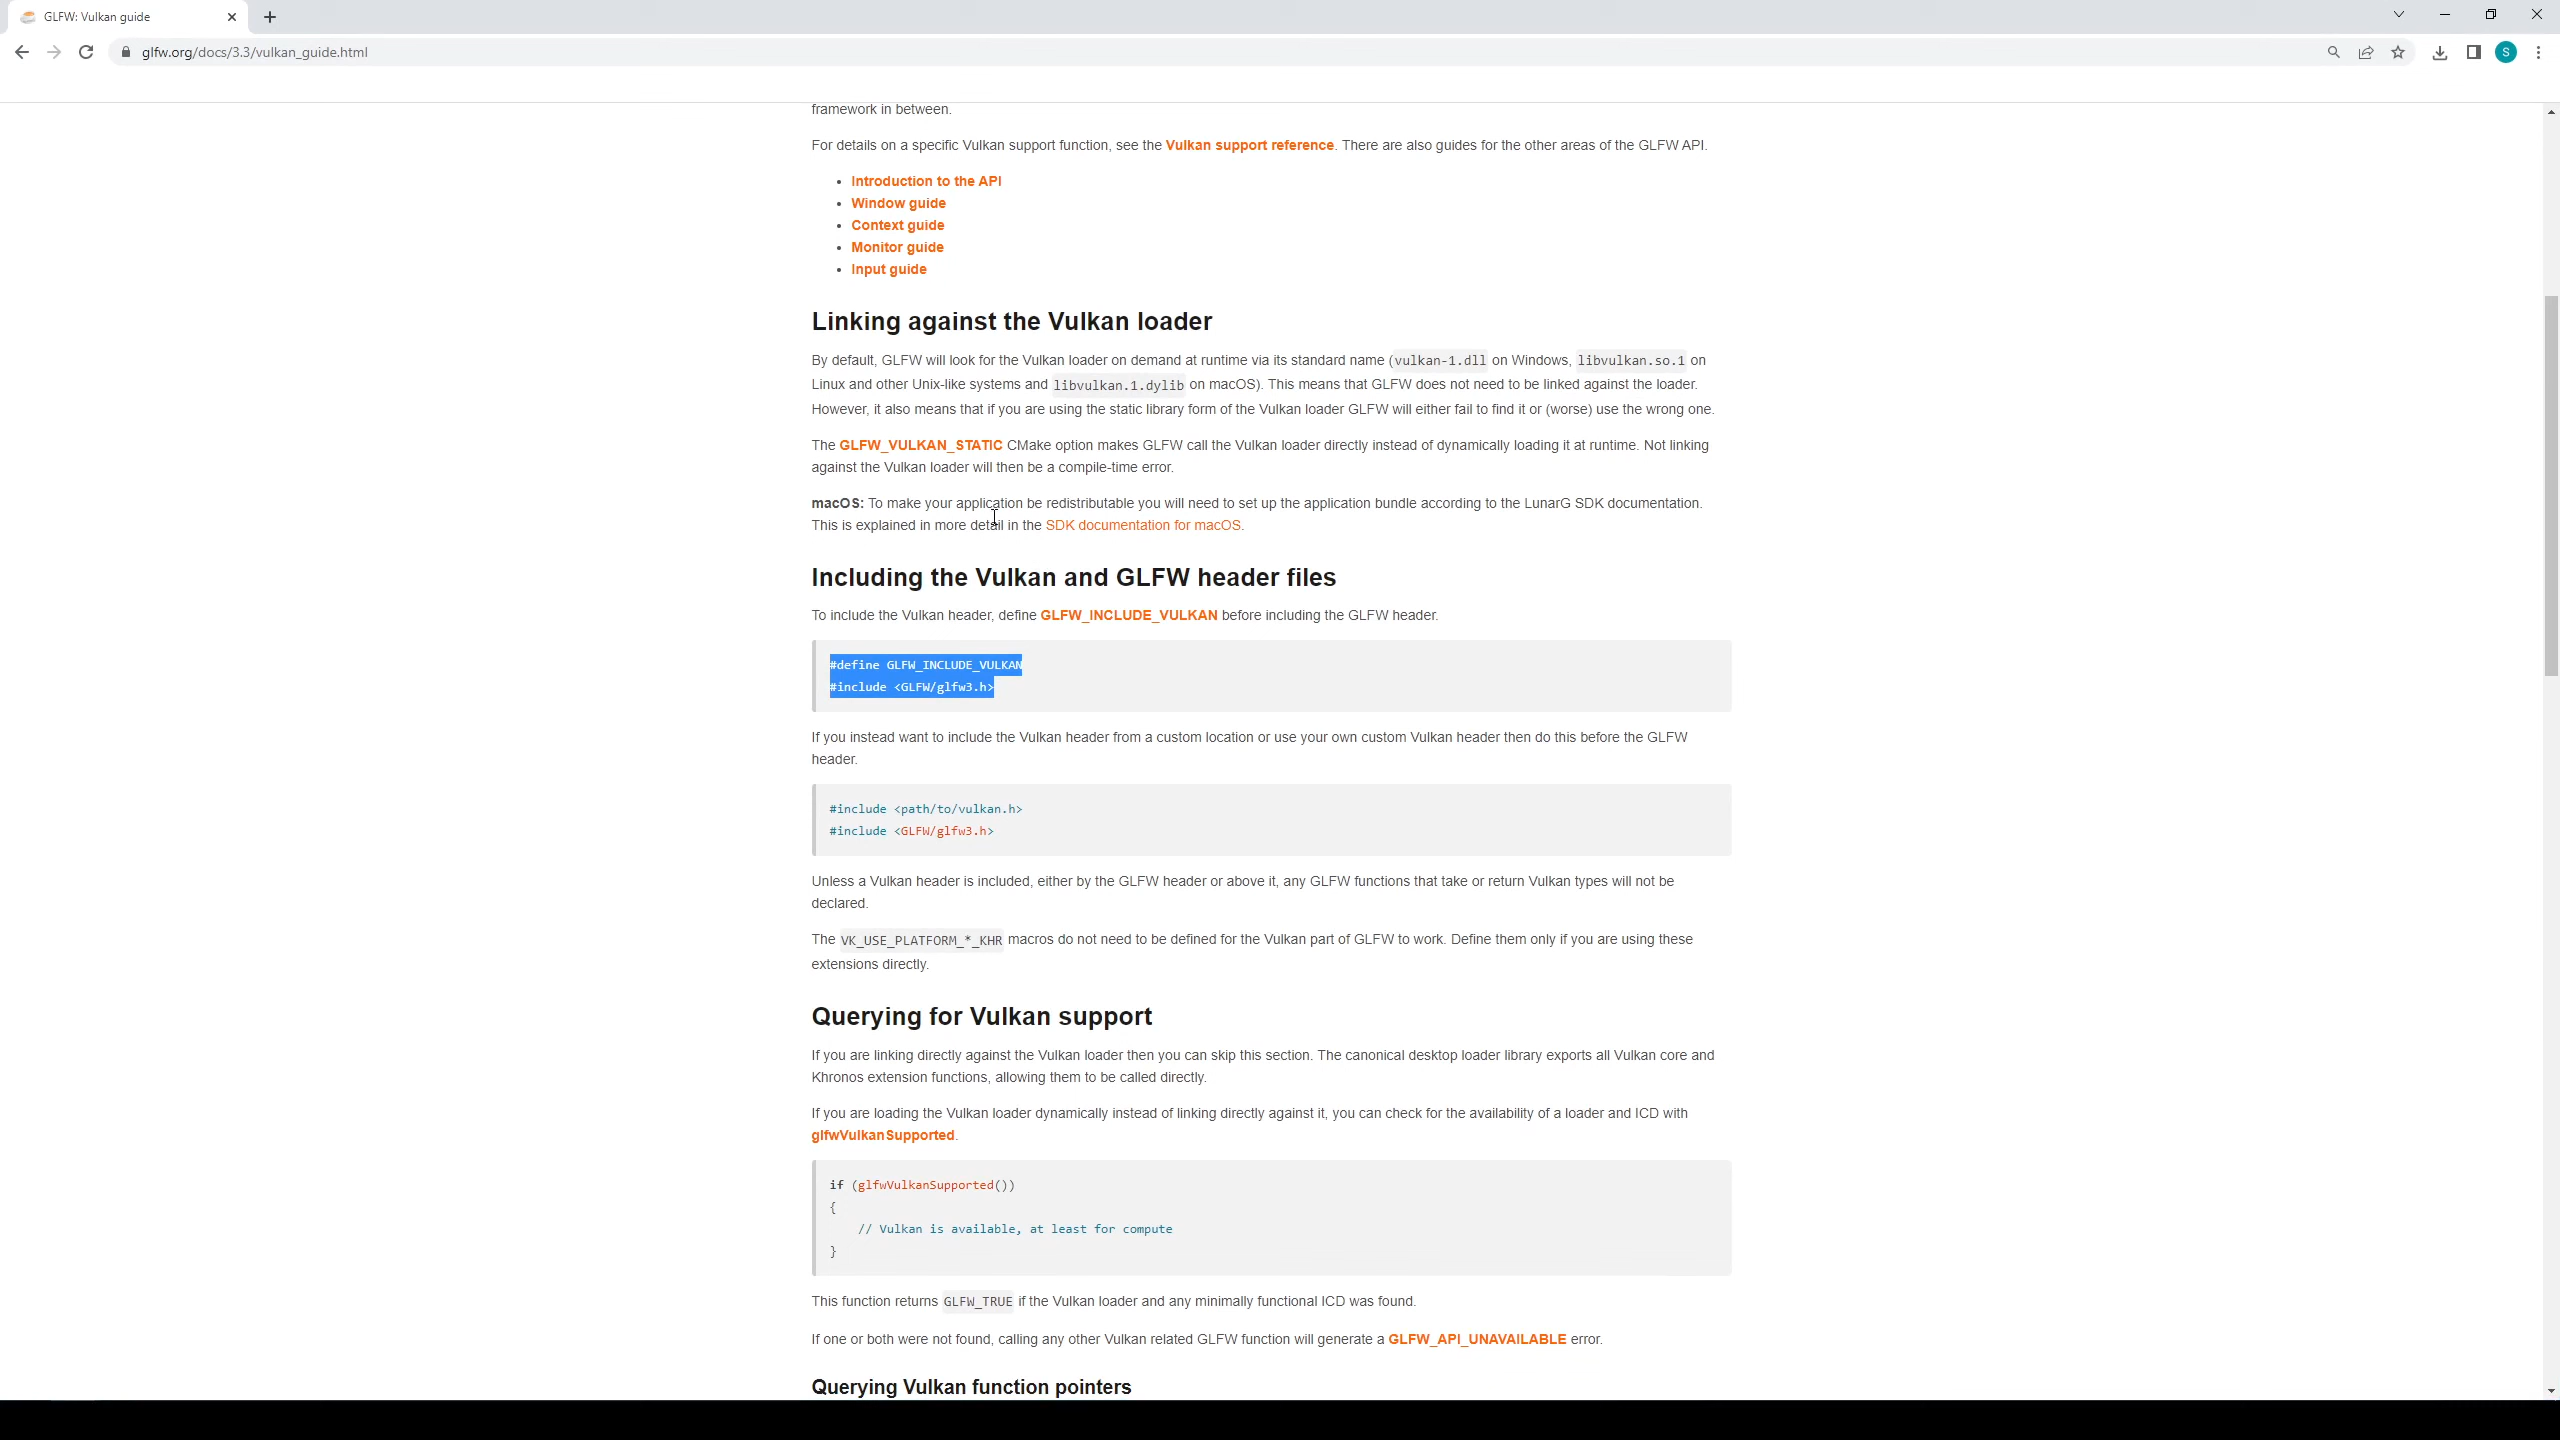 GLFW: Vulkan guide
glfw.org/docs/3.3/vulkan_guide.html
S
framework in between.
For details on a specific Vulkan support function, see the Vulkan support reference. There are also guides for the other areas of the GLFW API.
• Introduction to the API
• Window guide
• Context guide
• Monitor guide
• Input guide
Linking against the Vulkan loader
By default, GLFW will look for the Vulkan loader on demand at runtime via its standard name (vulkan-1.dll on Windows, libvulkan.so.1 on
Linux and other Unix-like systems and libvulkan.1.dylib on macOS). This means that GLFW does not need to be linked against the loader.
However, it also means that if you are using the static library form of the Vulkan loader GLFW will either fail to find it or (worse) use the wrong one.
The GLFW_VULKAN_STATIC CMake option makes GLFW call the Vulkan loader directly instead of dynamically loading it at runtime. Not linking
against the Vulkan loader will then be a compile-time error.
macOS: To make your application be redistributable you will need to set up the application bundle according to the LunarG SDK documentation.
This is explained in more detail in the SDK documentation for macOS.
Including the Vulkan and GLFW header files
To include the Vulkan header, define GLFW_INCLUDE_VULKAN before including the GLFW header.
#define GLFW_INCLUDE_VULKAN
#include <GLFW/glfw3.h>
If you instead want to include the Vulkan header from a custom location or use your own custom Vulkan header then do this before the GLFW
header.
#include <path/to/vulkan.h>
#include <GLFW/glfw3.h>
Unless a Vulkan header is included, either by the GLFW header or above it, any GLFW functions that take or return Vulkan types will not be
declared.
The VK_USE_PLATFORM_*_KHR macros do not need to be defined for the Vulkan part of GLFW to work. Define them only if you are using these
extensions directly.
Querying for Vulkan support
If you are linking directly against the Vulkan loader then you can skip this section. The canonical desktop loader library exports all Vulkan core and
Khronos extension functions, allowing them to be called directly.
If you are loading the Vulkan loader dynamically instead of linking directly against it, you can check for the availability of a loader and ICD with
glfwVulkanSupported.
if (glfwVulkanSupported())
{
// Vulkan is available, at least for compute
}
This function returns GLFW_TRUE if the Vulkan loader and any minimally functional ICD was found.
If one or both were not found, calling any other Vulkan related GLFW function will generate a GLFW_API_UNAVAILABLE error.
Querying Vulkan function pointers